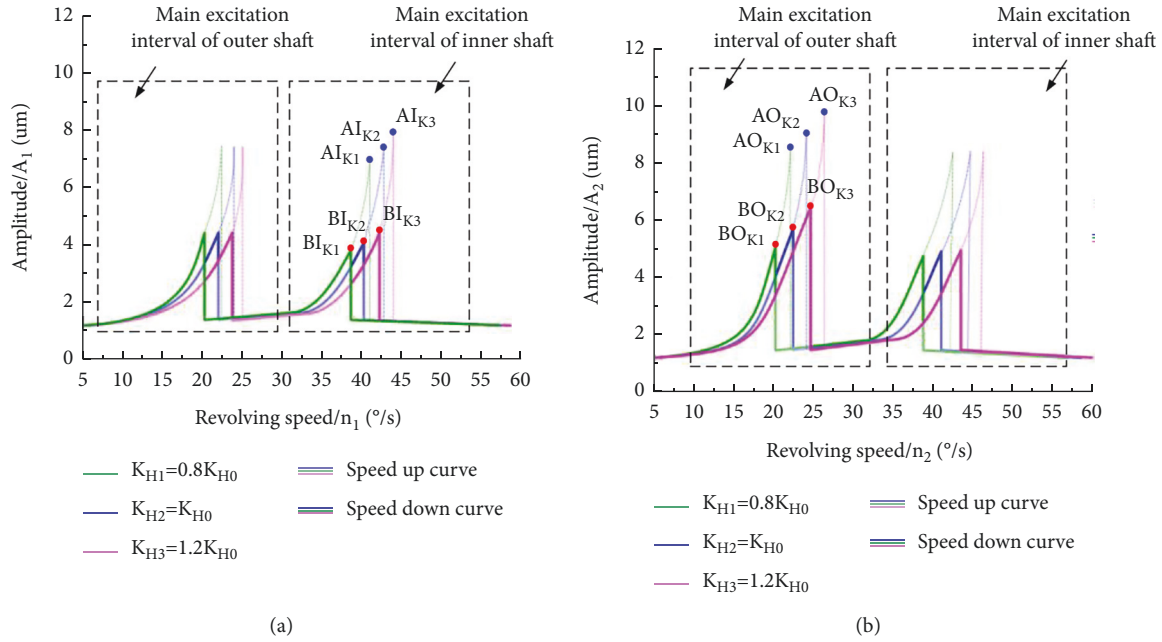 Main excitation
interval of outer shaft
Main excitation
interval of inner shaft
12
10
8
6
4
2
0
Amplitude/A1 (um)
AIK1
AIK2
AIK3
BIK1
BIK2
BIK3
5 10 15 20 25 30 35 40 45 50 55 60
Revolving speed/n1 (°/s)
KH1=0.8KH0
KH2=KH0
KH3=1.2KH0
Speed up curve
Speed down curve
(a)
Main excitation
interval of outer shaft
Main excitation
interval of inner shaft
12
10
8
6
4
2
0
Amplitude/A2 (um)
AOK1
AOK2
AOK3
BOK1
BOK2
BOK3
5 10 15 20 25 30 35 40 45 50 55 60
Revolving speed/n2 (°/s)
KH1=0.8KH0
KH2=KH0
KH3=1.2KH0
Speed up curve
Speed down curve
(b)